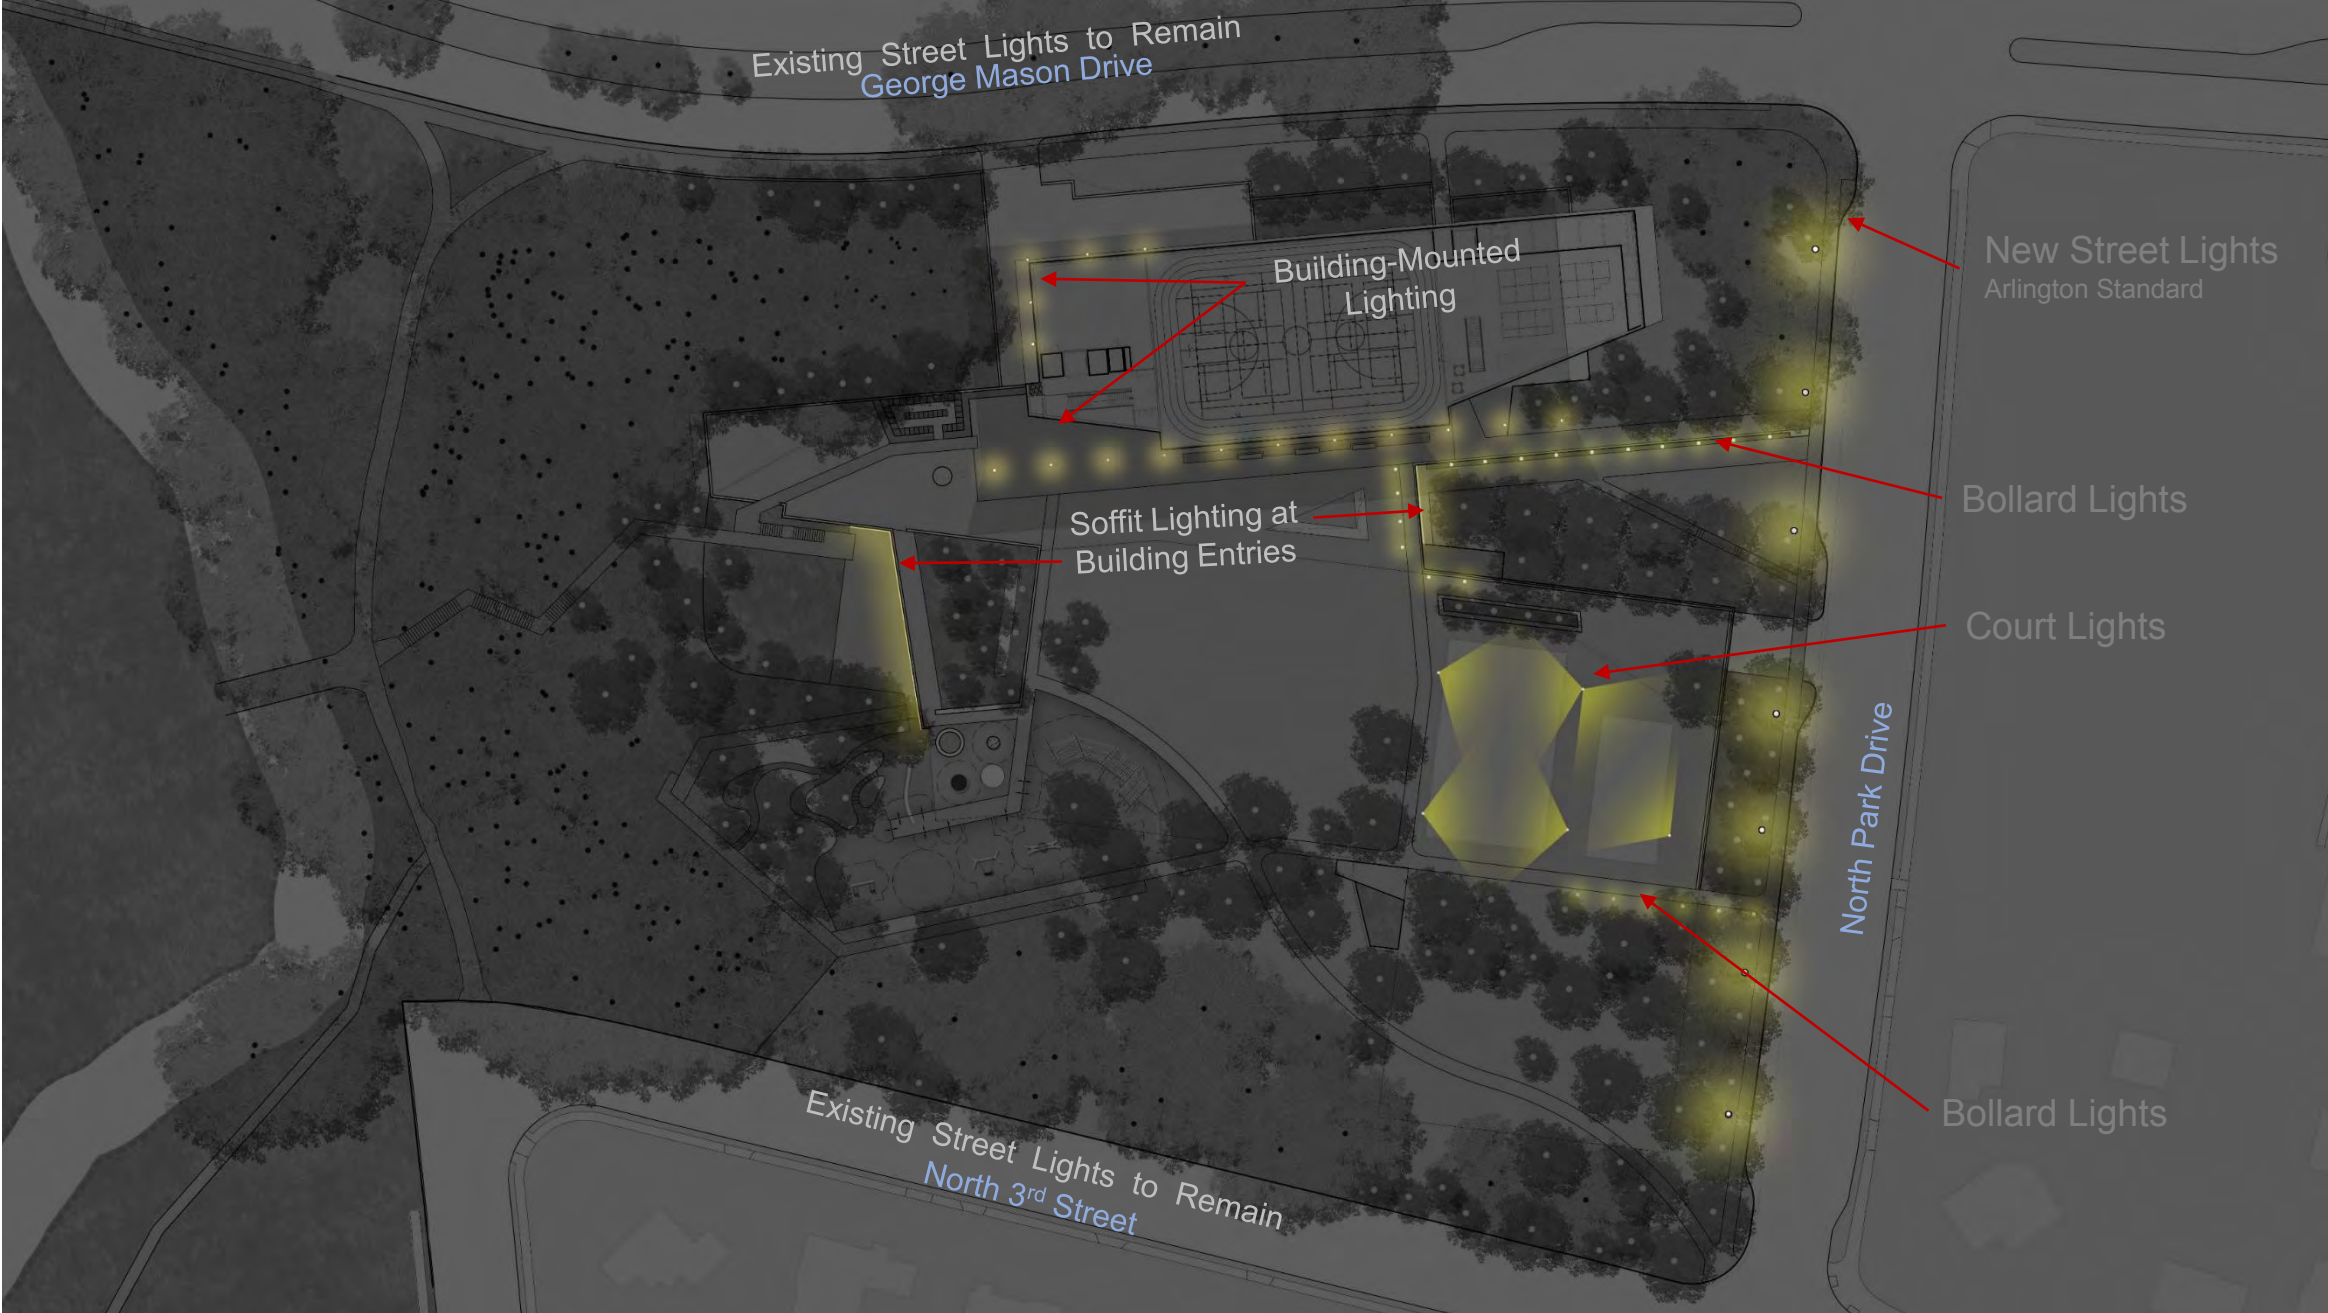 Existing Street Lights to Remain
George Mason Drive
Building-Mounted
Lighting
New Street Lights
Arlington Standard
Bollard Lights
Soffit Lighting at
Building Entries
Court Lights
North Park Drive
Bollard Lights
Existing Street Lights to Remain
North 3rd Street